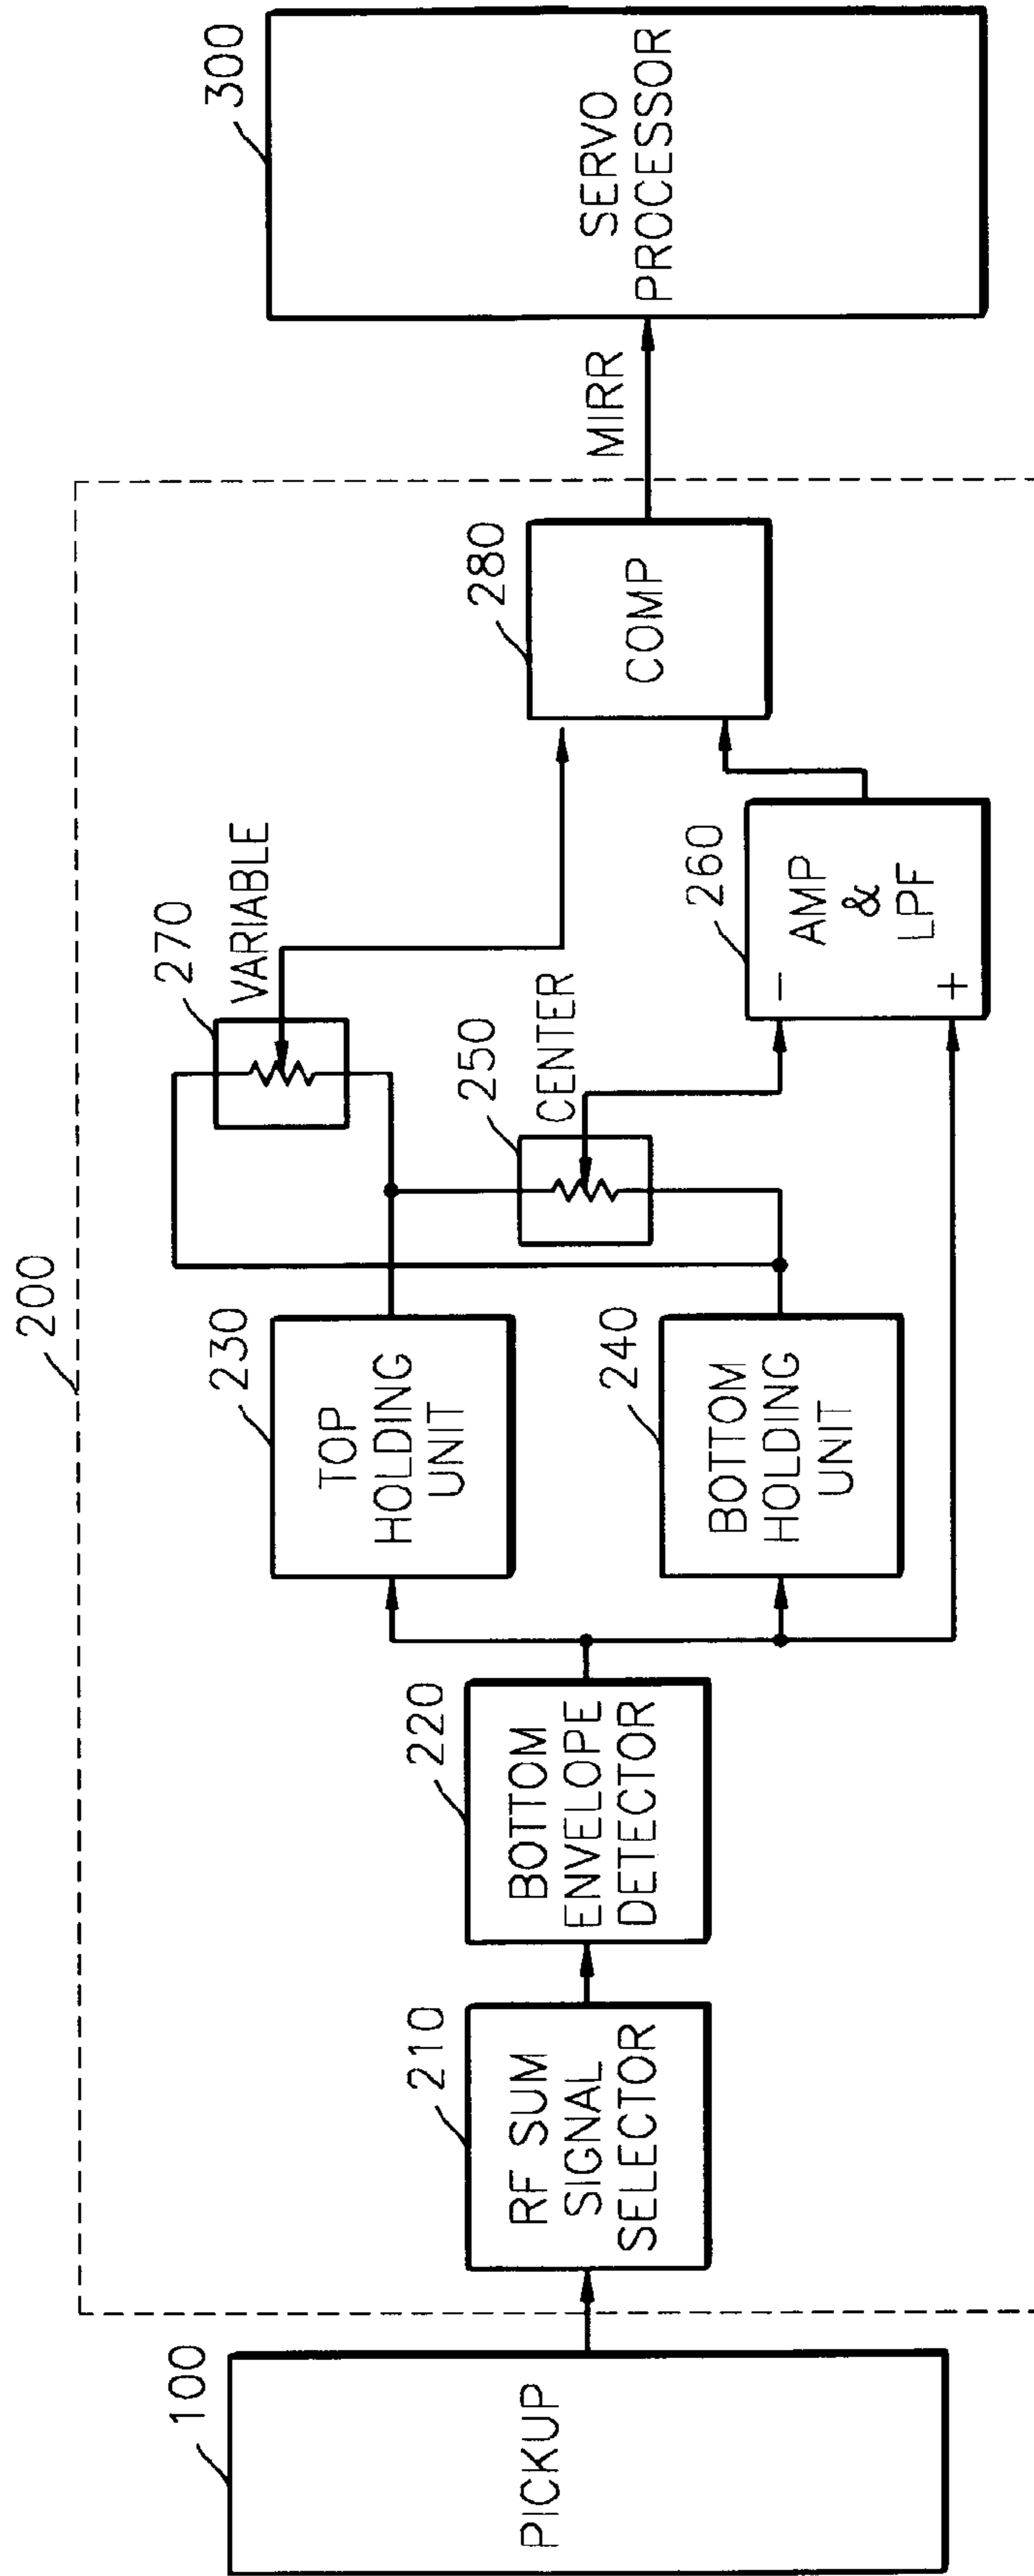 200
100
PICKUP
210
RF SUM
SIGNAL
SELECTOR
220
BOTTOM
ENVELOPE
DETECTOR
230
TOP
HOLDING
UNIT
240
BOTTOM
HOLDING
UNIT
270
VARIABLE
250
CENTER
260
-
+
AMP
&
LPF
280
COMP
MIRR
300
SERVO
PROCESSOR